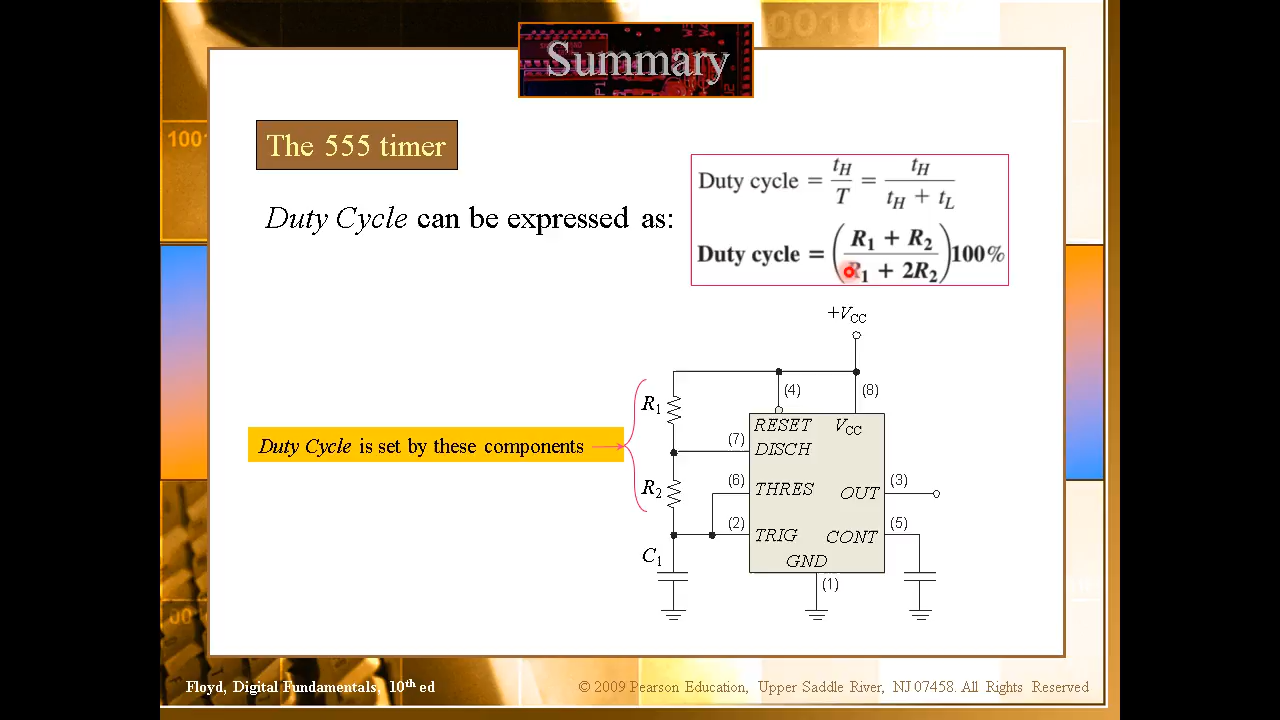 Summary
The 555 timer
Duty Cycle can be expressed as:
Duty cycle = tH / T = tH / (tH + tL)
Duty cycle = ((R1 + R2) / (R1 + 2R2)) 100%
+VCC
(4)
(8)
R1
RESET
VCC
(7)
DISCH
Duty Cycle is set by these components
(6)
R2
THRES
OUT
(3)
(2)
TRIG
CONT
(5)
C1
GND
(1)
Floyd, Digital Fundamentals, 10th ed
© 2009 Pearson Education, Upper Saddle River, NJ 07458. All Rights Reserved